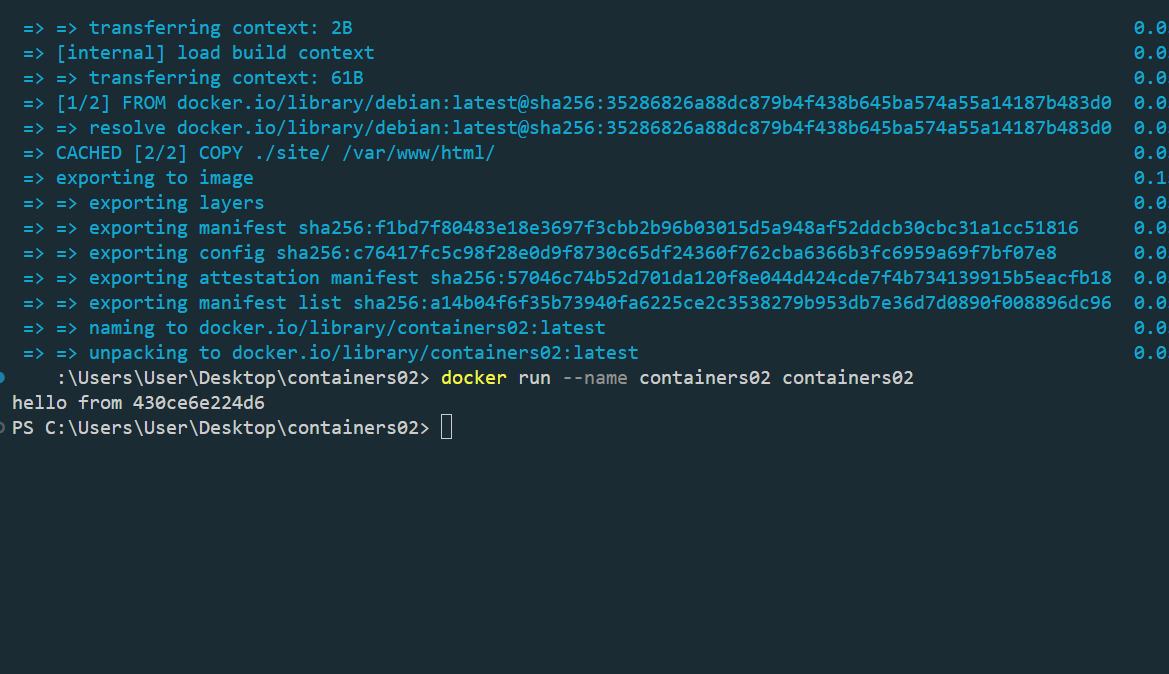 => => transferring context: 2B 0.0
=> [internal] load build context 0.0
=> => transferring context: 61B 0.0
=> [1/2] FROM docker.io/library/debian:latest@sha256:35286826a88dc879b4f438b645ba574a55a14187b483d0 0.0
=> => resolve docker.io/library/debian:latest@sha256:35286826a88dc879b4f438b645ba574a55a14187b483d0 0.0
=> CACHED [2/2] COPY ./site/ /var/www/html/ 0.0
=> exporting to image 0.1
=> => exporting layers 0.0
=> => exporting manifest sha256:f1bd7f80483e18e3697f3cbb2b96b03015d5a948af52ddcb30cbc31a1cc51816 0.0
=> => exporting config sha256:c76417fc5c98f28e0d9f8730c65df24360f762cba6366b3fc6959a69f7bf07e8 0.0
=> => exporting attestation manifest sha256:57046c74b52d701da120f8e044d424cde7f4b734139915b5eacfb18 0.0
=> => exporting manifest list sha256:a14b04f6f35b73940fa6225ce2c3538279b953db7e36d7d0890f008896dc96 0.0
=> => naming to docker.io/library/containers02:latest 0.0
=> => unpacking to docker.io/library/containers02:latest 0.0
:\Users\User\Desktop\containers02> docker run --name containers02 containers02
hello from 430ce6e224d6
PS C:\Users\User\Desktop\containers02>